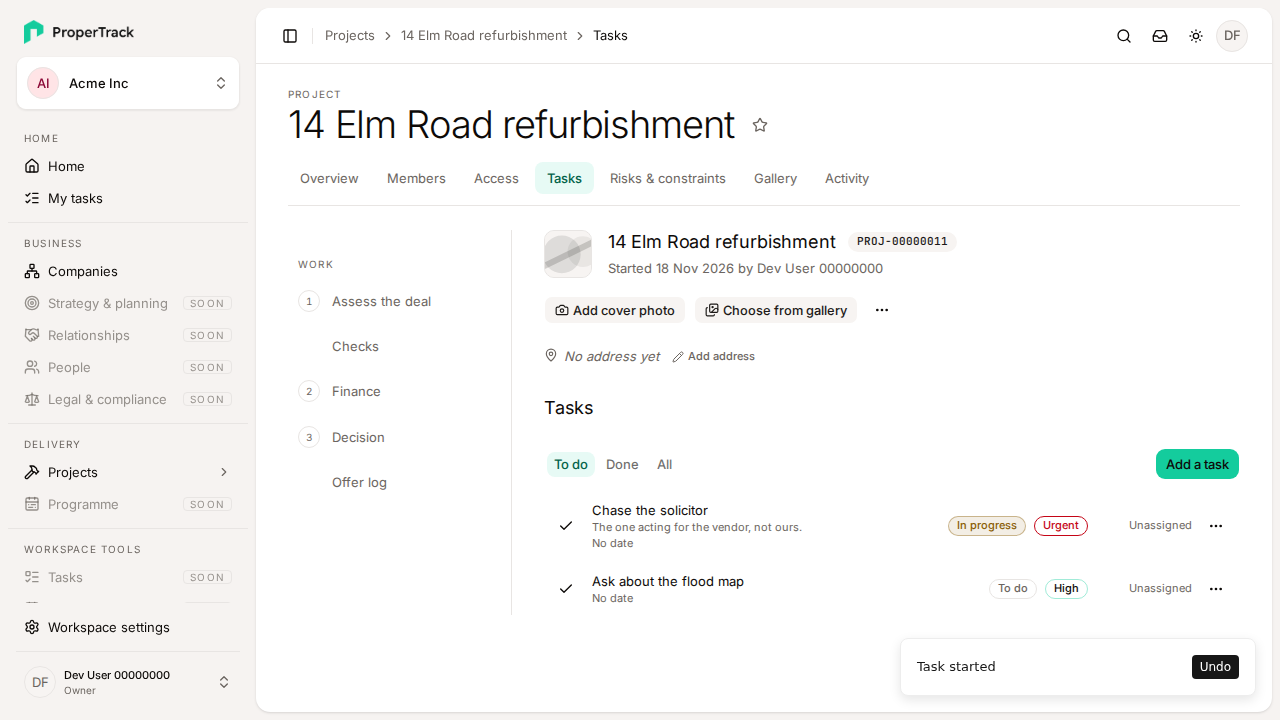 ProperTrack
AI
Acme Inc
HOME
Home
My tasks
BUSINESS
Companies
Strategy & planning SOON
Relationships SOON
People SOON
Legal & compliance SOON
DELIVERY
Projects
Programme SOON
WORKSPACE TOOLS
Tasks SOON
Workspace settings
DF
Dev User 00000000
Owner
Projects 14 Elm Road refurbishment Tasks
DF
PROJECT
14 Elm Road refurbishment
Overview Members Access Tasks Risks & constraints Gallery Activity
WORK
1 Assess the deal
Checks
2 Finance
3 Decision
Offer log
14 Elm Road refurbishment PROJ-00000011
Started 18 Nov 2026 by Dev User 00000000
Add cover photo Choose from gallery
No address yet Add address
Tasks
To do Done All Add a task
Chase the solicitor
The one acting for the vendor, not ours.
No date
In progress Urgent Unassigned
Ask about the flood map
No date
To do High Unassigned
Task started Undo